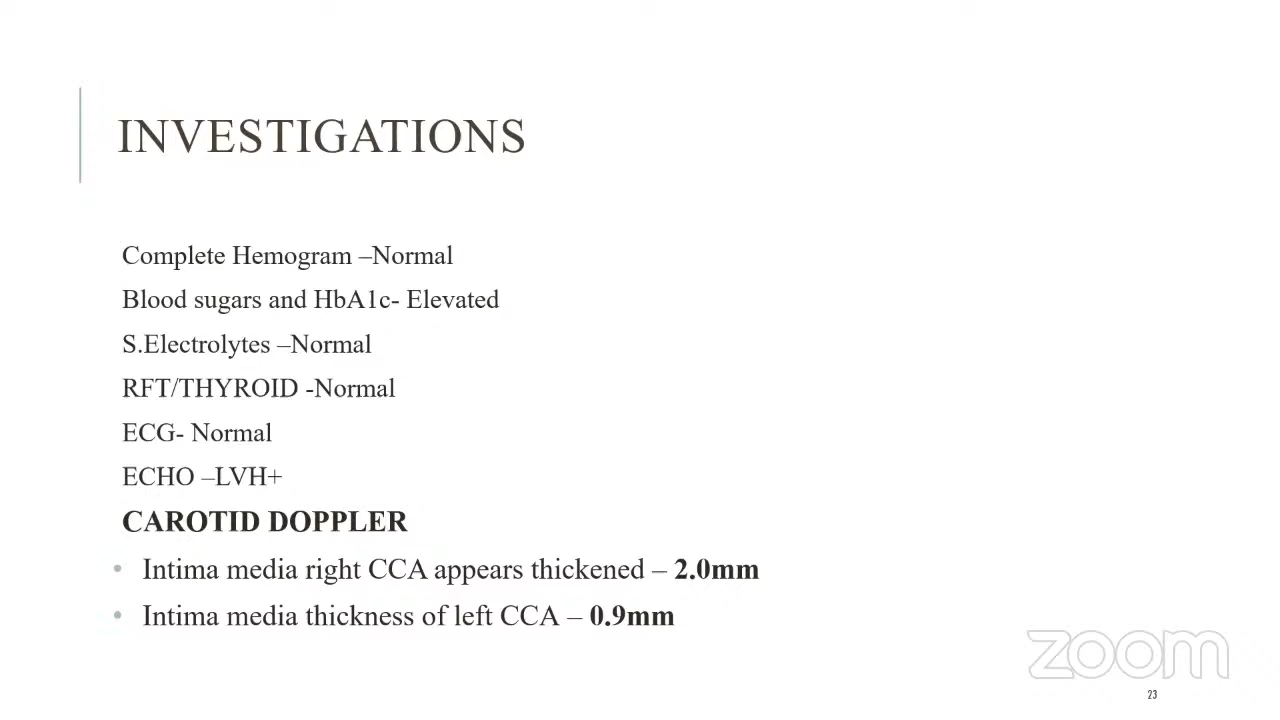 INVESTIGATIONS
Complete Hemogram –Normal
Blood sugars and HbA1c- Elevated
S.Electrolytes –Normal
RFT/THYROID -Normal
ECG- Normal
ECHO –LVH+
CAROTID DOPPLER
• Intima media right CCA appears thickened – 2.0mm
• Intima media thickness of left CCA – 0.9mm
zoom
23